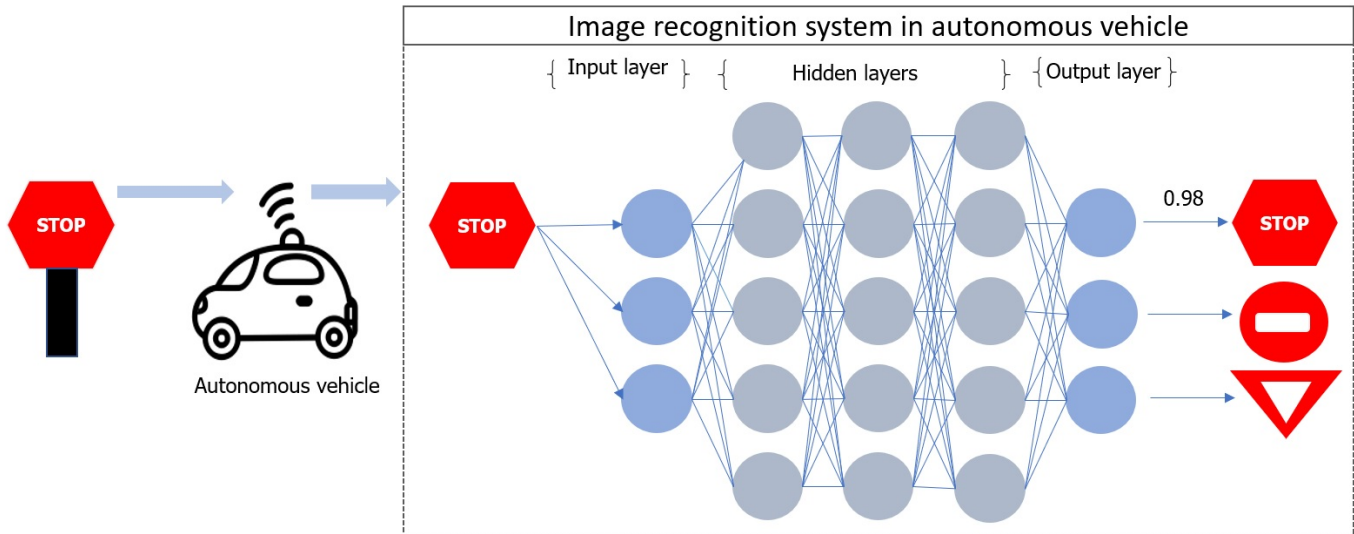 Image recognition system in autonomous vehicle
Input layer
Hidden layers
Output layer
STOP
STOP
0.98
STOP
Autonomous vehicle